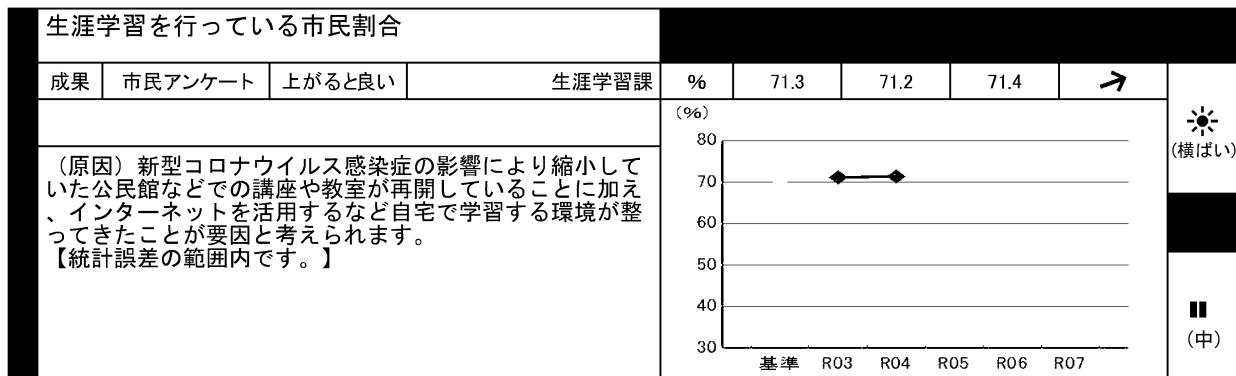 生涯学習を行っている市民割合
成果 市民アンケート 上がると良い 生涯学習課 % 71.3 71.2 71.4
(%)
80
70
60
50
40
30
基準 R03 R04 R05 R06 R07
(横ばい)
(中)
（原因）新型コロナウイルス感染症の影響により縮小して
いた公民館などでの講座や教室が再開していることに加え
、インターネットを活用するなど自宅で学習する環境が整
ってきたことが要因と考えられます。
【統計誤差の範囲内です。】